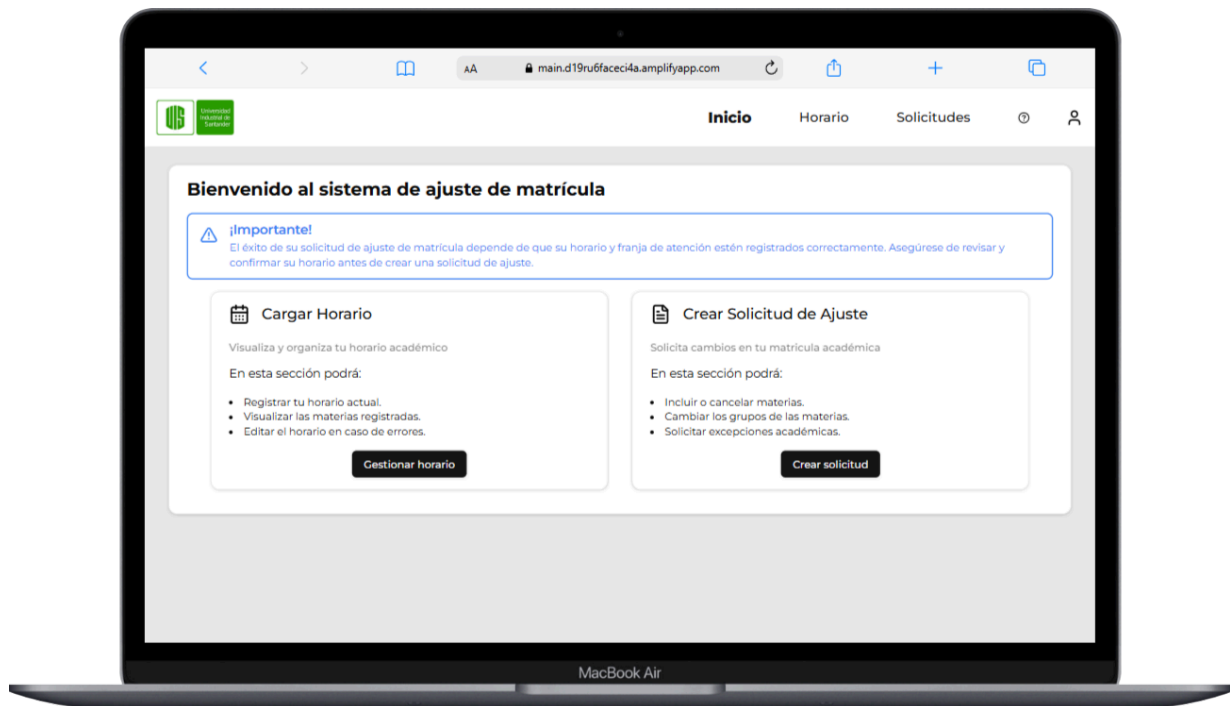 AA
main.d19ru6faceci4a.amplifyapp.com
UIS
Universidad
Industrial de
Santander
Inicio
Horario
Solicitudes
Bienvenido al sistema de ajuste de matrícula
¡Importante!
El éxito de su solicitud de ajuste de matrícula depende de que su horario y franja de atención estén registrados correctamente. Asegúrese de revisar y
confirmar su horario antes de crear una solicitud de ajuste.
Cargar Horario
Visualiza y organiza tu horario académico
En esta sección podrá:
• Registrar tu horario actual.
• Visualizar las materias registradas.
• Editar el horario en caso de errores.
Gestionar horario
Crear Solicitud de Ajuste
Solicita cambios en tu matrícula académica
En esta sección podrá:
• Incluir o cancelar materias.
• Cambiar los grupos de las materias.
• Solicitar excepciones académicas.
Crear solicitud
MacBook Air